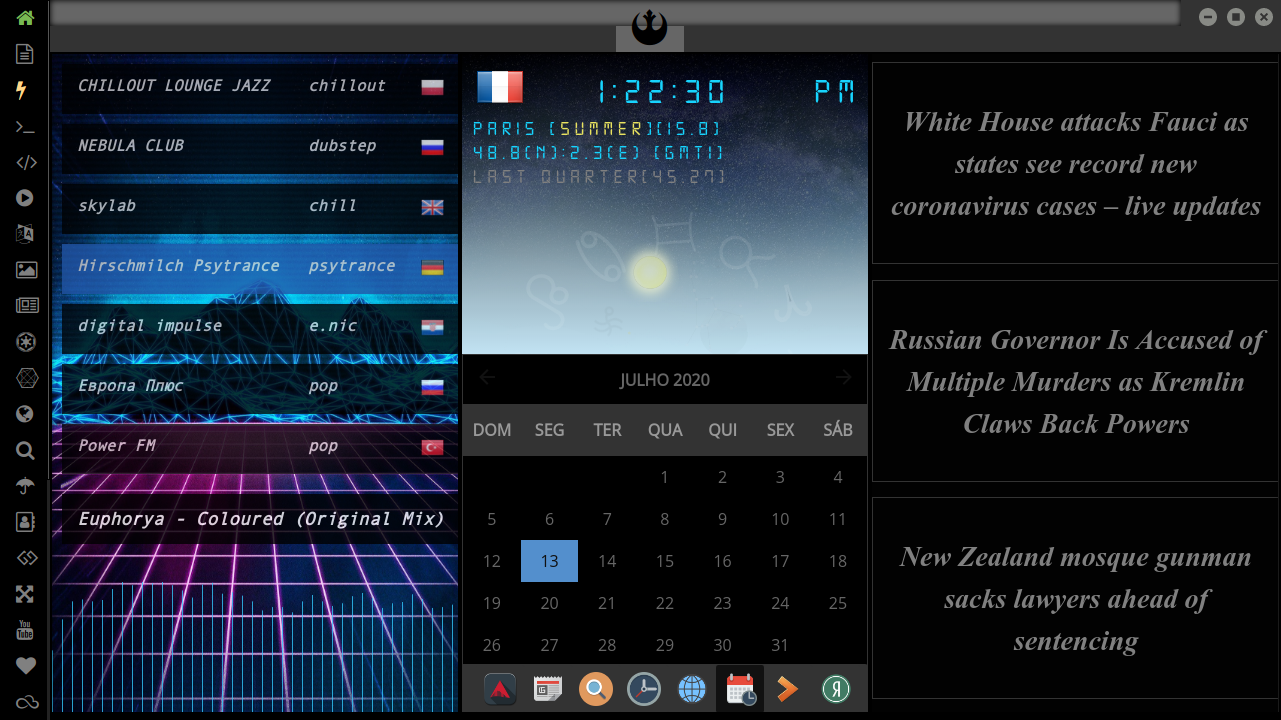 CHILLOUT LOUNGE JAZZ chillout
NEBULA CLUB dubstep
skylab chill
Hirschmilch Psytrance psytrance
digital impulse e.nic
Европа Плюс pop
Power FM pop
Euphorya - Coloured (Original Mix)
1:22:30 PM
PARIS [SUMMER][15.8]
48.8(N):2.3(E) [GMT1]
LAST QUARTER[45.27]
JULHO 2020
DOM SEG TER QUA QUI SEX SÁB
1 2 3 4
5 6 7 8 9 10 11
12 13 14 15 16 17 18
19 20 21 22 23 24 25
26 27 28 29 30 31
White House attacks Fauci as
states see record new
coronavirus cases – live updates
Russian Governor Is Accused of
Multiple Murders as Kremlin
Claws Back Powers
New Zealand mosque gunman
sacks lawyers ahead of
sentencing
You
Tube